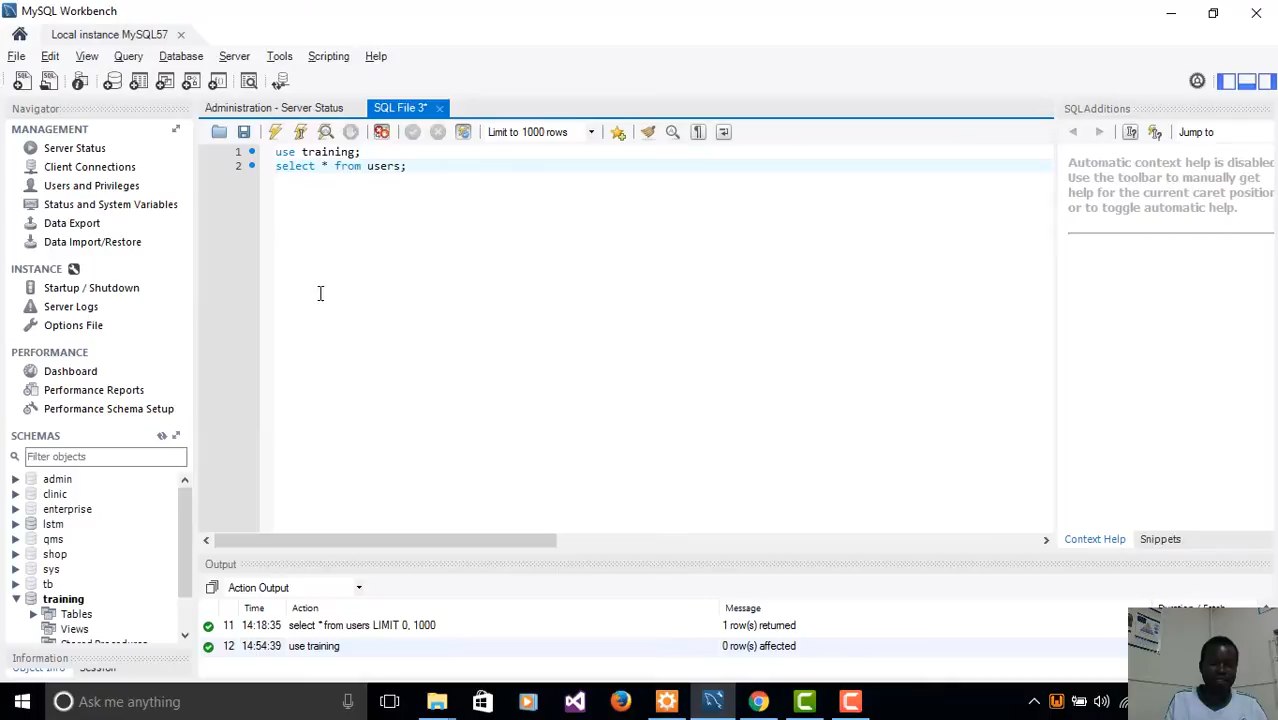 MySQL Workbench
Local instance MySQL57
File Edit View Query Database Server Tools Scripting Help
Navigator
MANAGEMENT
Server Status
Client Connections
Users and Privileges
Status and System Variables
Data Export
Data Import/Restore
INSTANCE
Startup / Shutdown
Server Logs
Options File
PERFORMANCE
Dashboard
Performance Reports
Performance Schema Setup
SCHEMAS
Filter objects
admin
clinic
enterprise
lstm
qms
shop
sys
tb
training
Tables
Views
Stored Procedures
Information
Object Info Session
Administration - Server Status SQL File 3*
Limit to 1000 rows
1 use training;
2 select * from users;
SQLAdditions
Jump to
Automatic context help is disabled.
Use the toolbar to manually get
help for the current caret position
or to toggle automatic help.
Context Help Snippets
Output
Action Output
Time Action Message Duration / Fetch
11 14:18:35 select * from users LIMIT 0, 1000 1 row(s) returned
12 14:54:39 use training 0 row(s) affected
Ask me anything